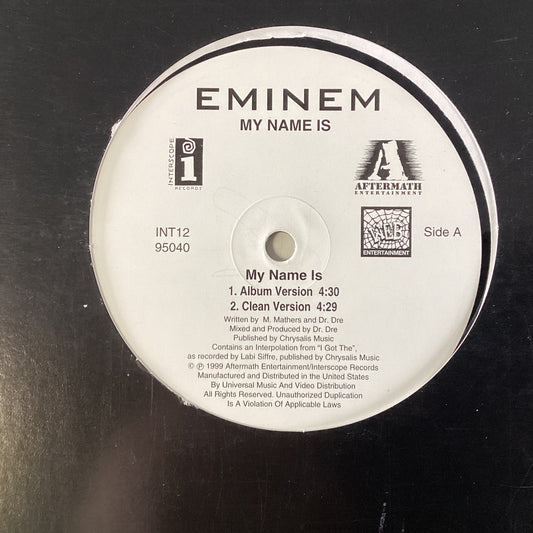 EMINEM
MY NAME IS
INTERSCOPE
RECORDS
i
A
AFTERMATH
ENTERTAINMENT
INT12
95040
WEB
ENTERTAINMENT
Side A
My Name Is
1. Album Version 4:30
2. Clean Version 4:29
Written by M. Mathers and Dr. Dre
Mixed and Produced by Dr. Dre
Published by Chrysalis Music
Contains an Interpolation from “I Got The”,
as recorded by Labi Siffre, published by Chrysalis Music
© ℗ 1999 Aftermath Entertainment/Interscope Records
Manufactured and Distributed in the United States
By Universal Music And Video Distribution
All Rights Reserved. Unauthorized Duplication
Is A Violation Of Applicable Laws